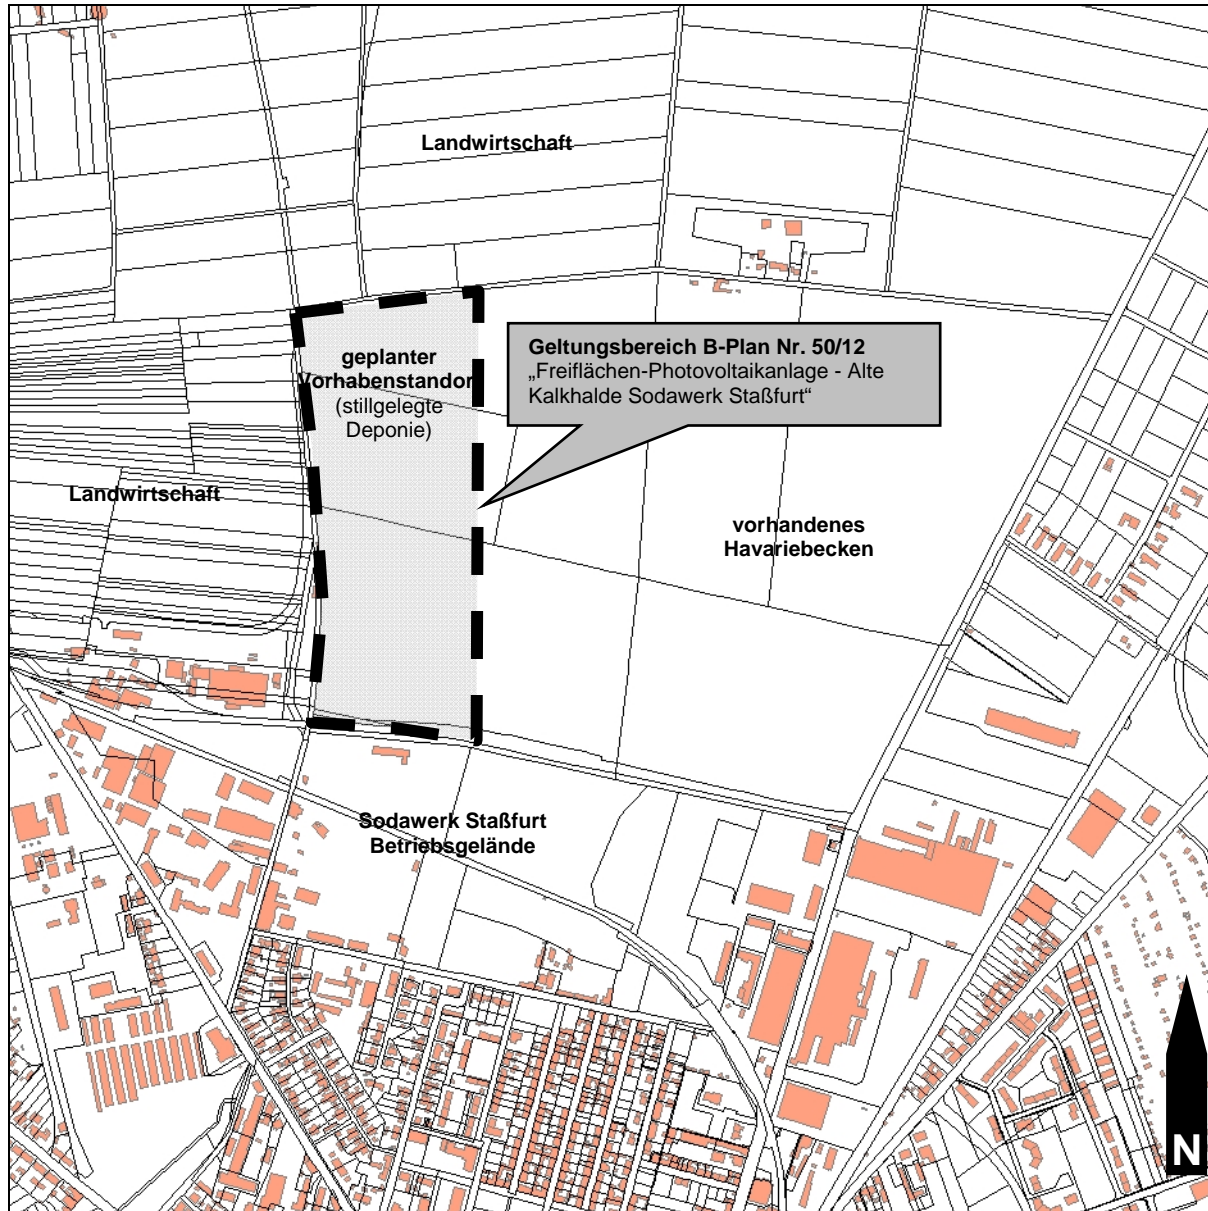 Landwirtschaft
geplanter
Vorhabenstandor
(stillgelegte
Deponie)
Geltungsbereich B-Plan Nr. 50/12
„Freiflächen-Photovoltaikanlage - Alte
Kalkhalde Sodawerk Staßfurt“
Landwirtschaft
vorhandenes
Havariebecken
Sodawerk Staßfurt
Betriebsgelände
N